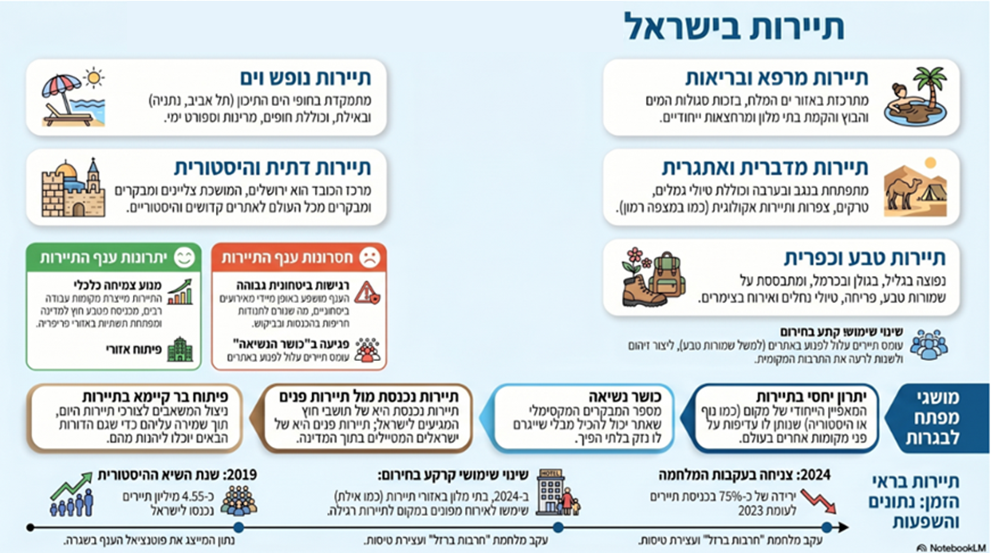 תיירות בישראל
תיירות מרפא ובריאות
מתרכזת באזור ים המלח, בזכות סגולות המים
והבוץ והקמת בתי מלון ומרחצאות ייחודיים.
תיירות מדברית ואתגרית
מתפתחת בנגב ובערבה וכוללת טיולי גמלים,
טרקים, צפרות ותיירות אקולוגית (כמו במצפה רמון).
תיירות טבע וכפרית
נפוצה בגליל, בגולן ובכרמל, ומתבססת על
שמורות טבע, פריחה, טיולי נחלים ואירוח בצימרים.
שינוי שימוש! קתע בחירום
עומס תיירים עלול לפנוע באתרים (למשל שמורות טבע), ליצור זיהום
ולשנות לרעה את התרבות המקומית.
תיירות נופש וים
מתמקדת בחופי הים התיכון (תל אביב, נתניה)
ובאילת, וכוללת חופים, מרינות וספורט ימי.
תיירות דתית והיסטורית
מרכז הכובד הוא ירושלים, המושכת צליינים ומבקרים
ומבקרים מכל העולם לאתרים קדושים והיסטוריים.
חסרונות ענף התיירות
רגישות ביטחונית גבוהה
הענף מושפע באופן מיידי מאירועים
ביסחוניים, מה שנורם לתנודות
חריפות בהכנסות ובביקוש.
פגיעה ב"כושר הנשיאה"
עומס תיירים עלול לפנוע באתרים
יתרונות ענף התיירות
מנוע צמיחה כלכלי
התיירות מייצרת מקומות עבודה
רבים, מכניסח פטבע חוץ למדינה
ומפתחת תשתיות באזורי פריפריה.
פיתוח אזורי
מושגי
מפתח
לבגרות
יתרון יחסי בתיירות
המאפיין הייחודי של מקום (כמו נוף
או היסטוריה) שנותן לו עדיפות על
פני מקומות אחרים בעולם.
כושר נשיאה
מספר המבקרים המקסימלי
שאתר יכול להכיל מבלי שייגרם
לו נזק בלתי הפיך.
תיירות נכנסת מול תיירות פנים
תיירות נכנסת היא של תושבי חוץ
המגיעים לישראל; תיירות פנים היא של
ישראלים המטיילים בתוך המדינה.
פיתוח בר קיימא בתיירות
ניצול המשאבים לצורכי תיירות היום,
תוך שמירה עליהם כדי שגם הדורות
הבאים יוכלו ליהנות מהם.
תיירות בראי
הזמן: נתונים
והשפעות
2024: צניחה בעקבות המלחמה
ירידה של כ-75% בכניסת תיירים
לעומת 2023
עקב מלחמת "חרבות ברזל" ועצירת טיסות.
שינוי שימושי קרקע בחירום:
HOTEL
ב-2024, בתי מלון באזורי תיירות (כמו אילת)
שימשו לאירוח מפונים במקום לתיירות רגילה.
עקב מלחמת "חרבות ברזל" ועצירת טיסות.
2019: שנת השיא ההיסטורית
כ-4.55 מיליון תיירים
נכנסו לישראל
נתון המייצג את פוטנציאל הענף בשגרה.
NotebookLM